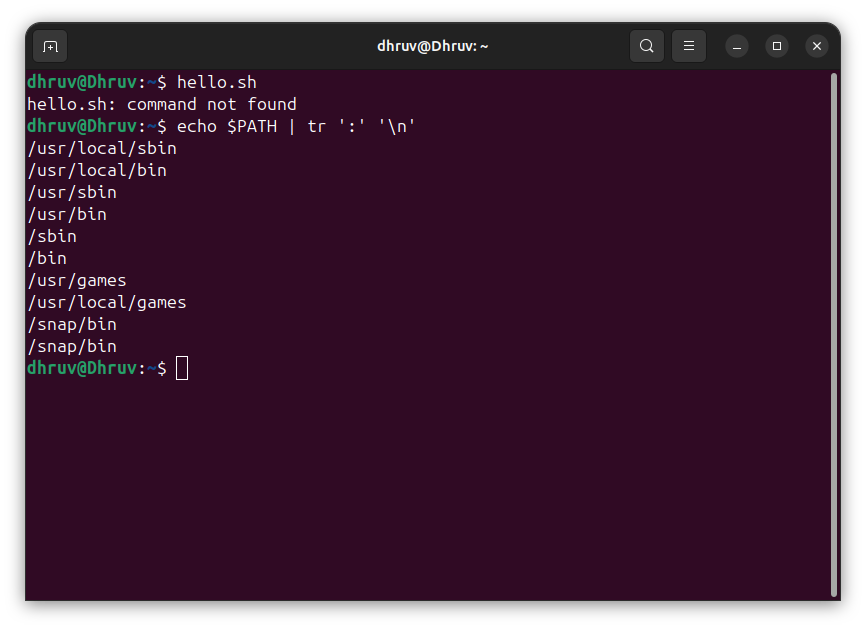 dhruv@Dhruv: ~
dhruv@Dhruv:~$ hello.sh
hello.sh: command not found
dhruv@Dhruv:~$ echo $PATH | tr ':' '\n'
/usr/local/sbin
/usr/local/bin
/usr/sbin
/usr/bin
/sbin
/bin
/usr/games
/usr/local/games
/snap/bin
/snap/bin
dhruv@Dhruv:~$